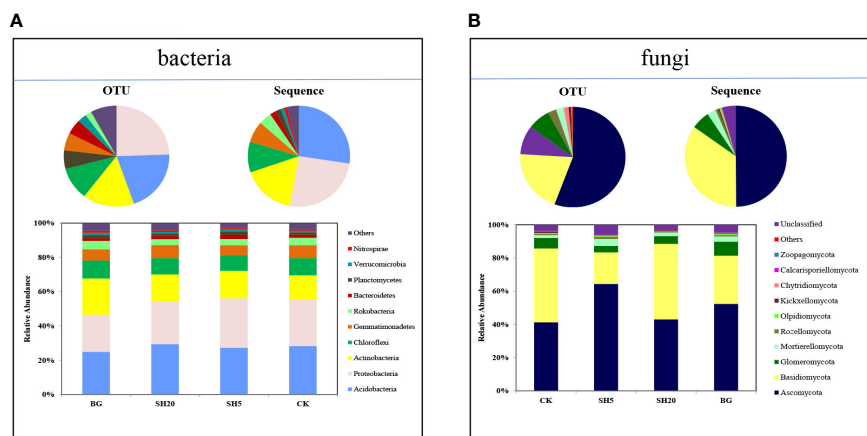 A
bacteria
OTU
Sequence
100%
80%
60%
40%
20%
0%
Relative Abundance
BG
SH20
SH5
CK
Others
Nitrospirae
Verrucomicrobia
Planctomycetes
Bacteroidetes
Rokubacteria
Gemmatimonadetes
Chloroflexi
Actinobacteria
Proteobacteria
Acidobacteria
B
fungi
OTU
Sequence
100%
80%
60%
40%
20%
0%
Relative Abundance
CK
SH5
SH20
BG
Unclassified
Others
Zoopagomycota
Calcarisporiellomycota
Chytridiomycota
Kickxellomycota
Olpidiomycota
Rozellomycota
Mortierellomycota
Glomeromycota
Basidiomycota
Ascomycota